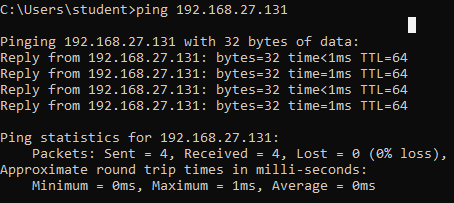 C:\Users\student>ping 192.168.27.131
Pinging 192.168.27.131 with 32 bytes of data:
Reply from 192.168.27.131: bytes=32 time<1ms TTL=64
Reply from 192.168.27.131: bytes=32 time=1ms TTL=64
Reply from 192.168.27.131: bytes=32 time<1ms TTL=64
Reply from 192.168.27.131: bytes=32 time=1ms TTL=64
Ping statistics for 192.168.27.131:
    Packets: Sent = 4, Received = 4, Lost = 0 (0% loss),
Approximate round trip times in milli-seconds:
    Minimum = 0ms, Maximum = 1ms, Average = 0ms